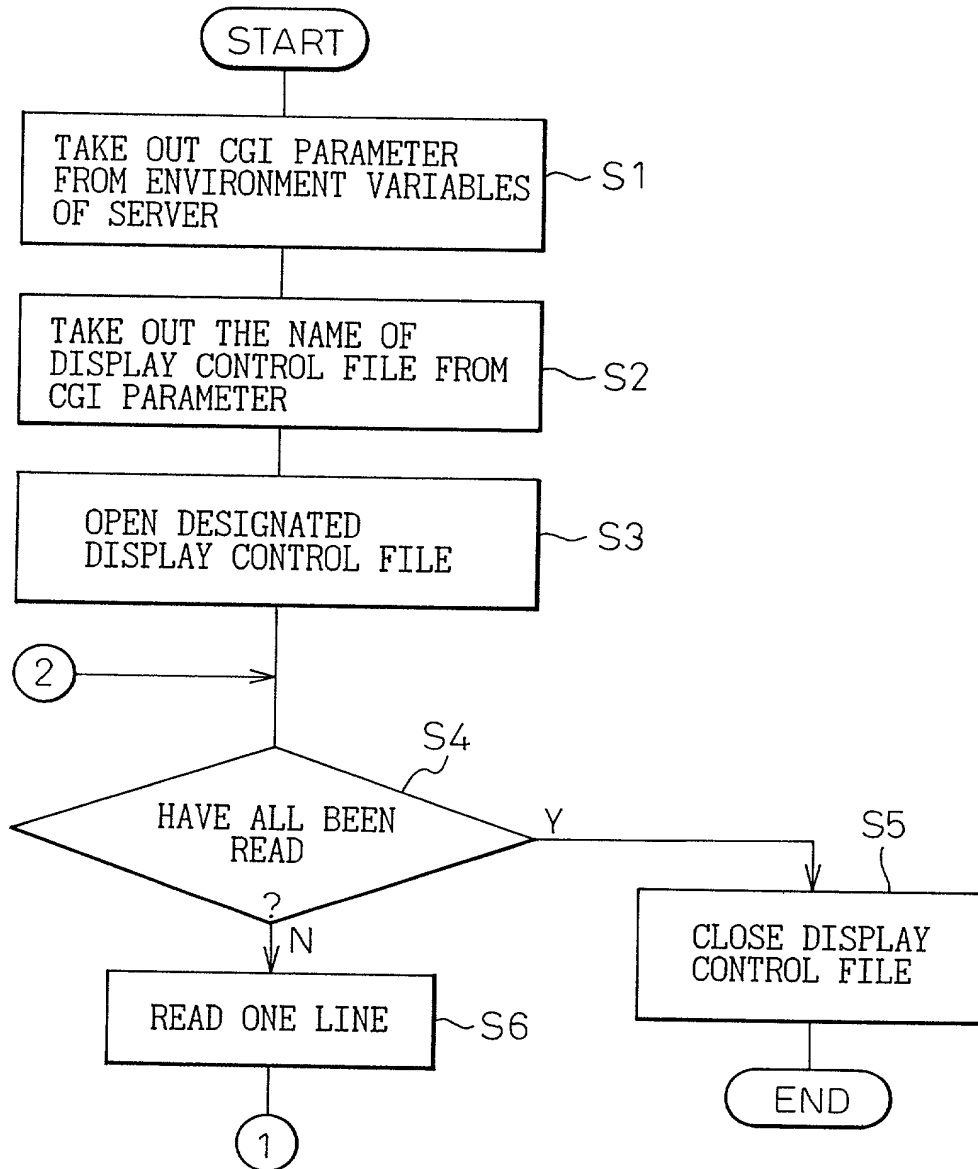 START
TAKE OUT CGI PARAMETER
FROM ENVIRONMENT VARIABLES
OF SERVER
S1
TAKE OUT THE NAME OF
DISPLAY CONTROL FILE FROM
CGI PARAMETER
S2
OPEN DESIGNATED
DISPLAY CONTROL FILE
S3
2
S4
HAVE ALL BEEN
READ
?
Y
N
S5
CLOSE DISPLAY
CONTROL FILE
READ ONE LINE
S6
END
1